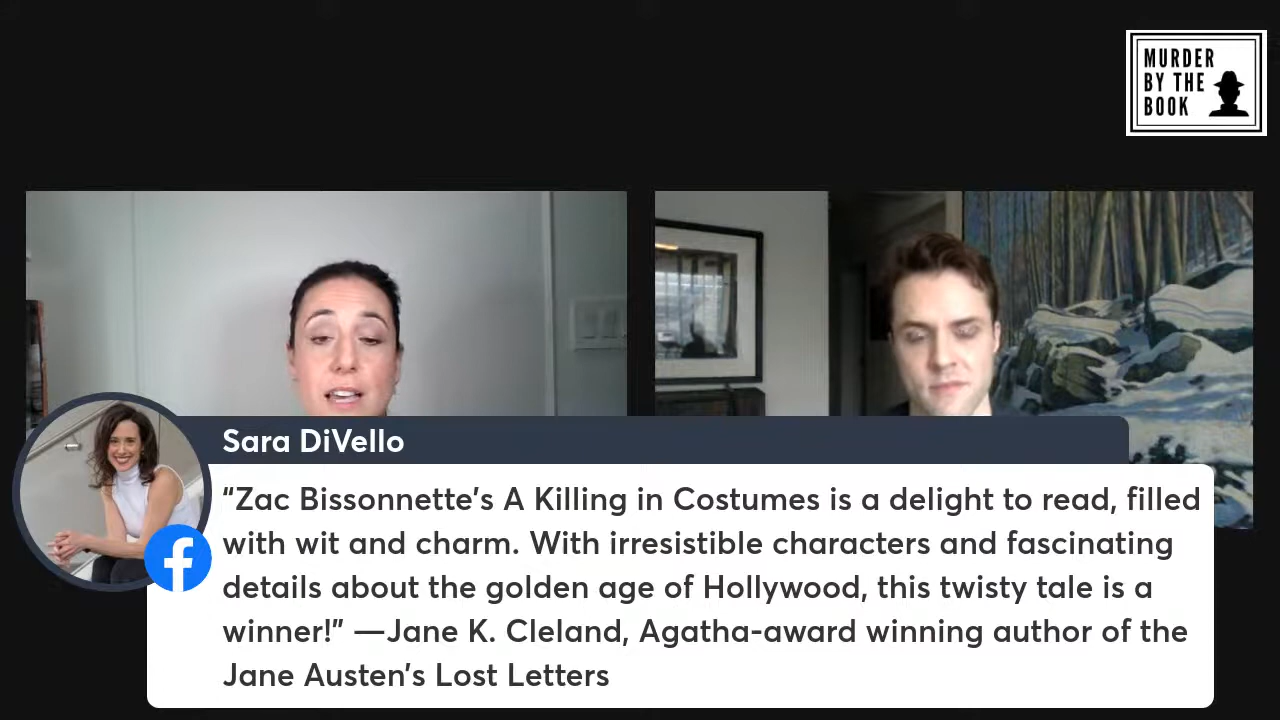 MURDER
BY THE
BOOK
Sara DiVello
“Zac Bissonnette’s A Killing in Costumes is a delight to read, filled
with wit and charm. With irresistible characters and fascinating
details about the golden age of Hollywood, this twisty tale is a
winner!” —Jane K. Cleland, Agatha-award winning author of the
Jane Austen’s Lost Letters